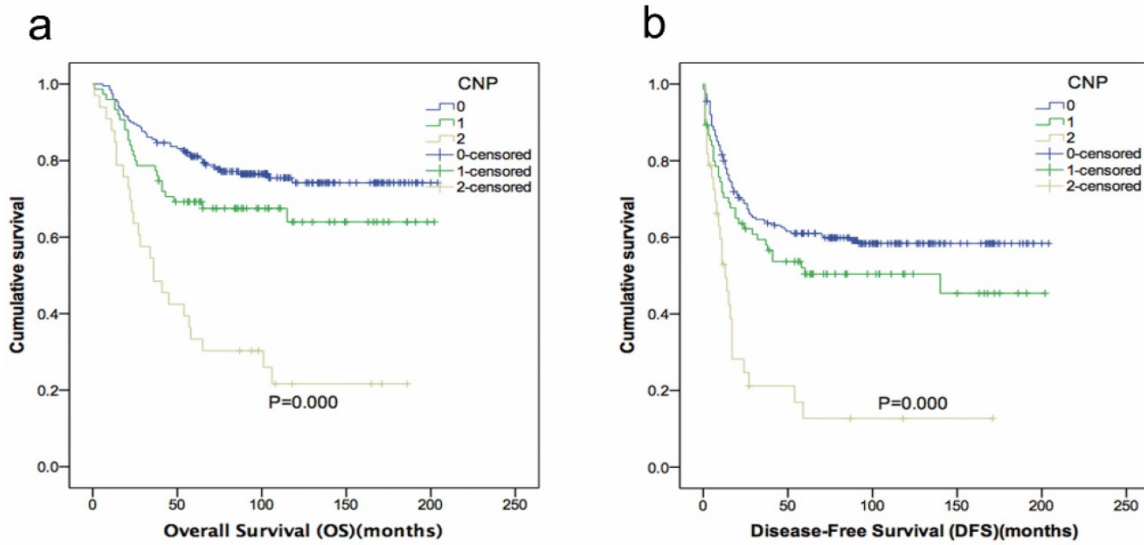 a
CNP
0
1
2
0-censored
1-censored
2-censored
1.0
0.8
0.6
0.4
0.2
0.0
Cumulative survival
P=0.000
0 50 100 150 200 250
Overall Survival (OS)(months)
b
CNP
0
1
2
0-censored
1-censored
2-censored
1.0
0.8
0.6
0.4
0.2
0.0
Cumulative survival
P=0.000
0 50 100 150 200 250
Disease-Free Survival (DFS)(months)